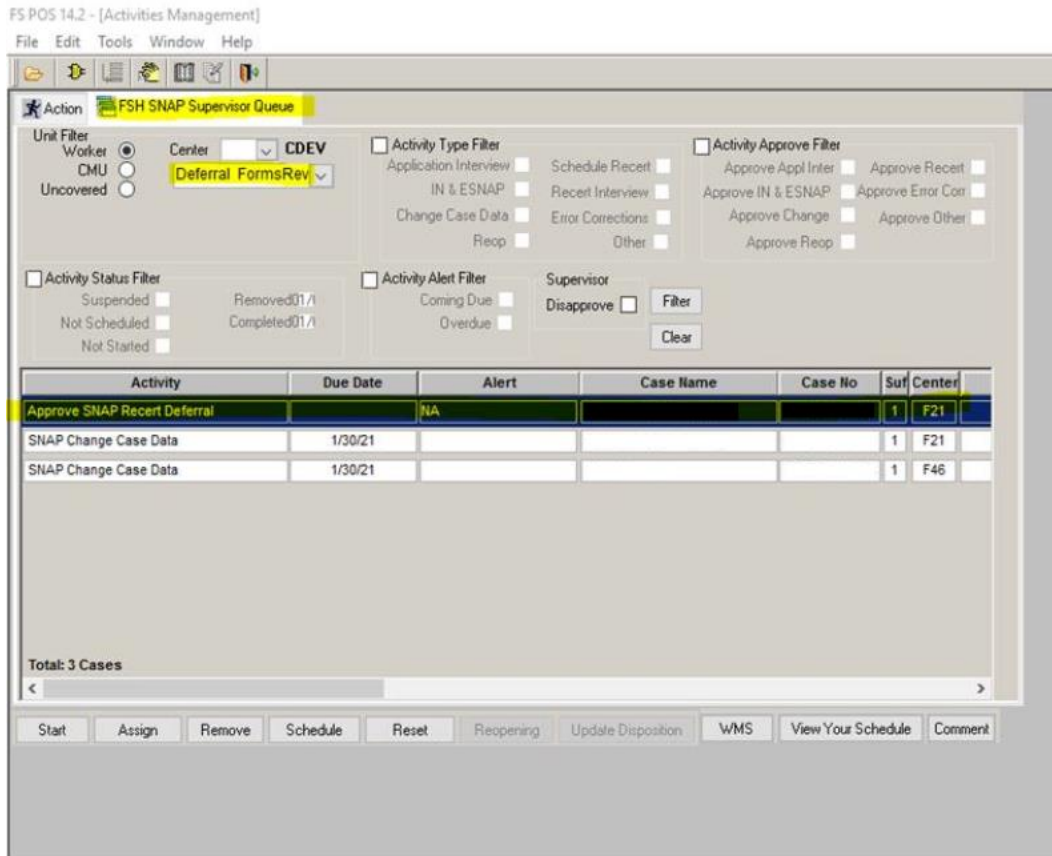 FS POS 14.2 - [Activities Management]
File Edit Tools Window Help
Action FSH SNAP Supervisor Queue
Unit Filter
Worker
CMU
Uncovered
Center CDEV
Deferral FormsRev
Activity Type Filter
Application Interview Schedule Recert
IN & ESNAP Recert Interview
Change Case Data Error Corrections
Reop Other
Activity Approve Filter
Approve Appl Inter Approve Recert
Approve IN & ESNAP Approve Error Corr
Approve Change Approve Other
Approve Reop
Activity Status Filter
Suspended Removed01/
Not Scheduled Completed01/
Not Started
Activity Alert Filter
Coming Due
Overdue
Supervisor
Disapprove
Filter
Clear
Activity Due Date Alert Case Name Case No Suf Center
Approve SNAP Recert Deferral NA 1 F21
SNAP Change Case Data 1/30/21 1 F21
SNAP Change Case Data 1/30/21 1 F46
Total: 3 Cases
Start Assign Remove Schedule Reset Reopening Update Disposition WMS View Your Schedule Comment